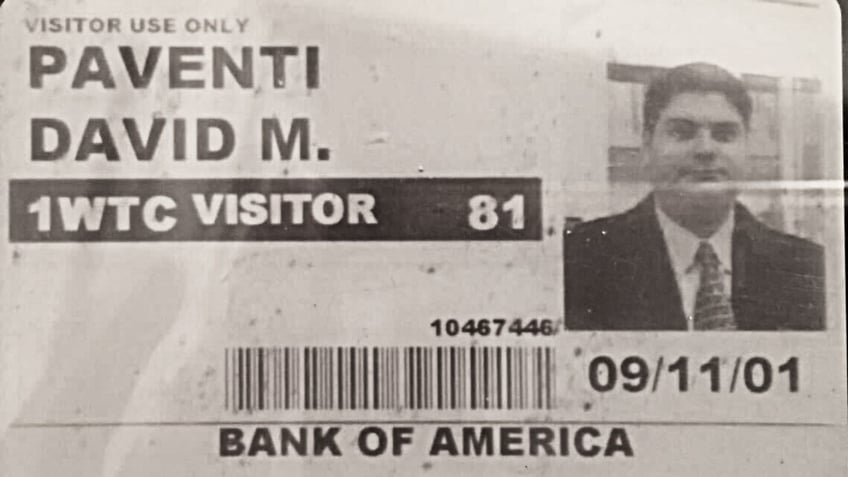 VISITOR USE ONLY
PAVENTI
DAVID M.
1WTC VISITOR 81
10467446/
09/11/01
BANK OF AMERICA